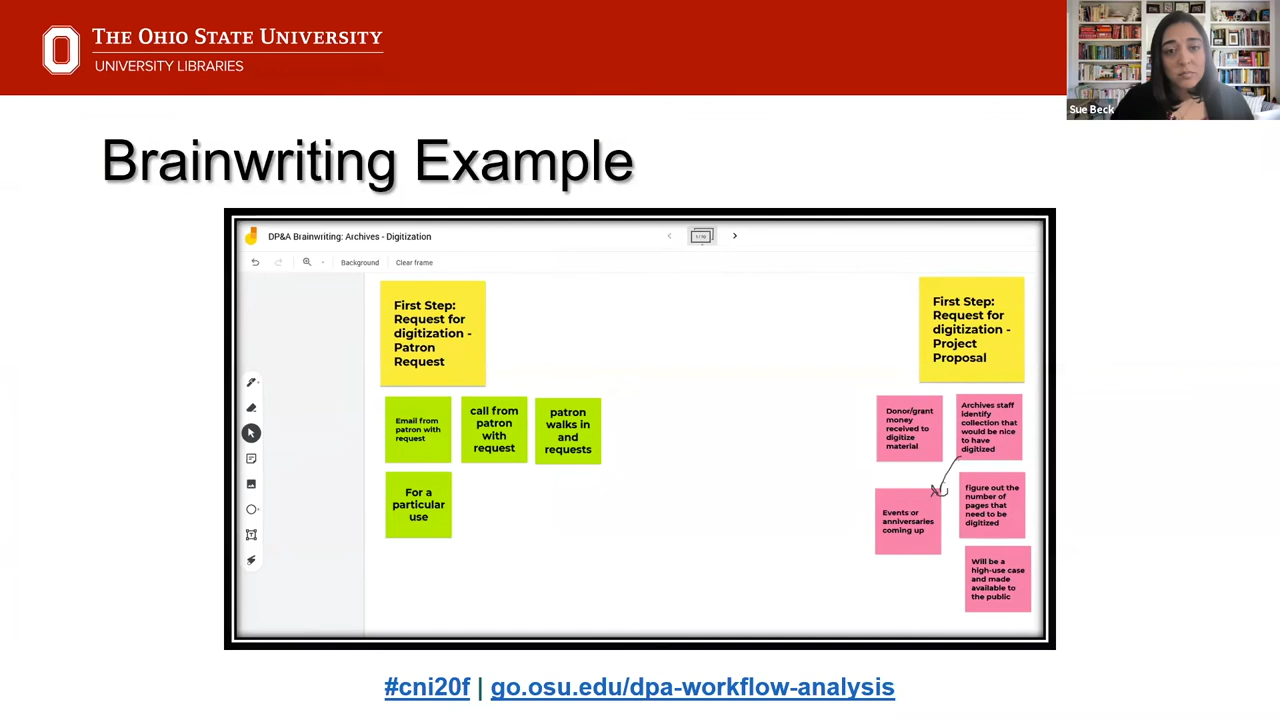 THE OHIO STATE UNIVERSITY
UNIVERSITY LIBRARIES
Sue Beck
Brainwriting Example
DP&A Brainwriting: Archives - Digitization
Background
Clear frame
First Step:
Request for
digitization -
Patron
Request
First Step:
Request for
digitization -
Project
Proposal
Email from
patron with
request
call from
patron
with
request
patron
walks in
and
requests
For a
particular
use
Donor/grant
money
received to
digitize
material
Archives staff
identify
collection that
would be nice
to have
digitized
Events or
anniversaries
coming up
figure out the
number of
pages that
need to be
digitized
Will be a
high-use case
and made
available to
the public
#cni20f | go.osu.edu/dpa-workflow-analysis